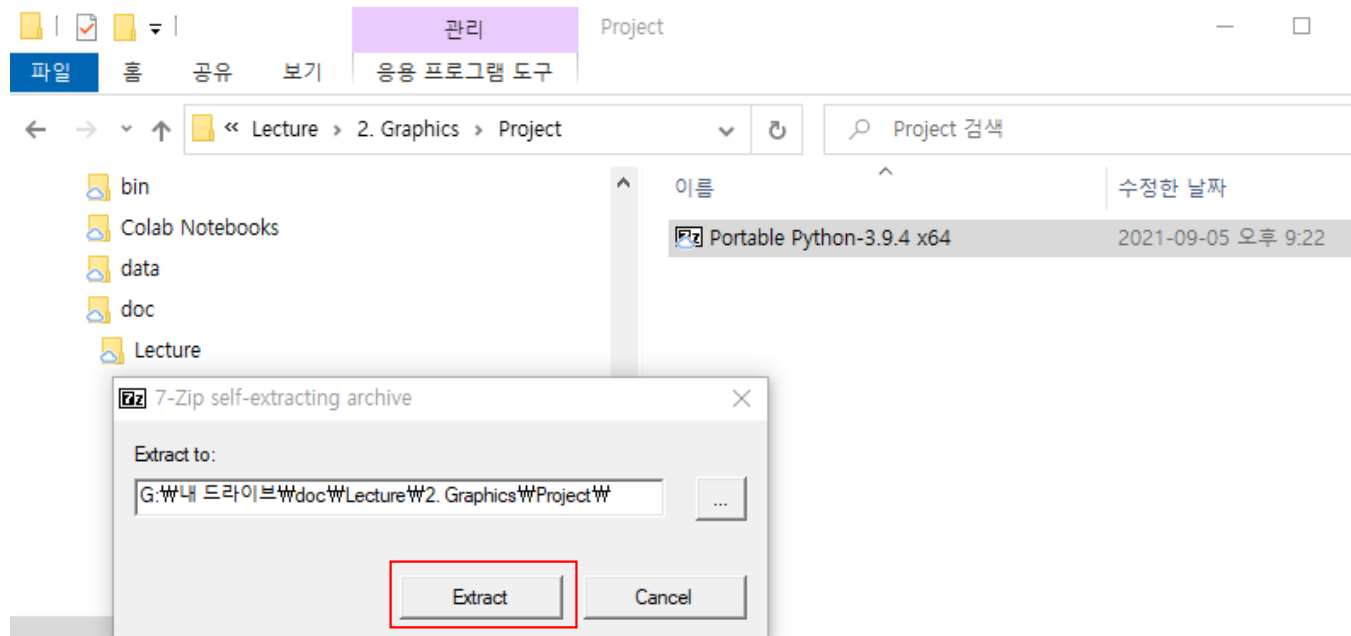 관리
Project
파일
홈
공유
보기
응용 프로그램 도구
« Lecture › 2. Graphics › Project
Project 검색
bin
Colab Notebooks
data
doc
Lecture
이름
수정한 날짜
7z Portable Python-3.9.4 x64
2021-09-05 오후 9:22
7z 7-Zip self-extracting archive
Extract to:
G:₩내 드라이브₩doc₩Lecture₩2. Graphics₩Project₩
...
Extract
Cancel